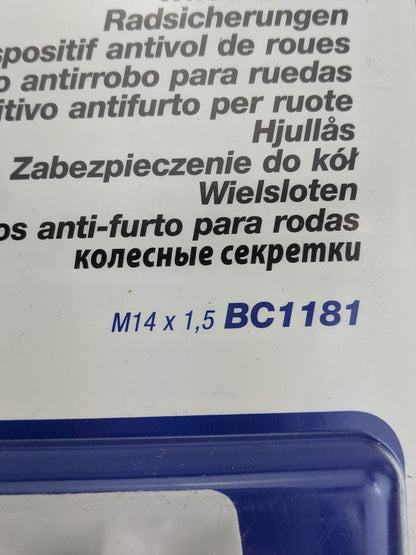 Radsicherungen
spositif antivol de roues
o antirrobo para ruedas
itivo antifurto per ruote
Hjullås
Zabezpieczenie do kół
Wielsloten
os anti-furto para rodas
колесные секретки
M14 x 1,5 BC1181